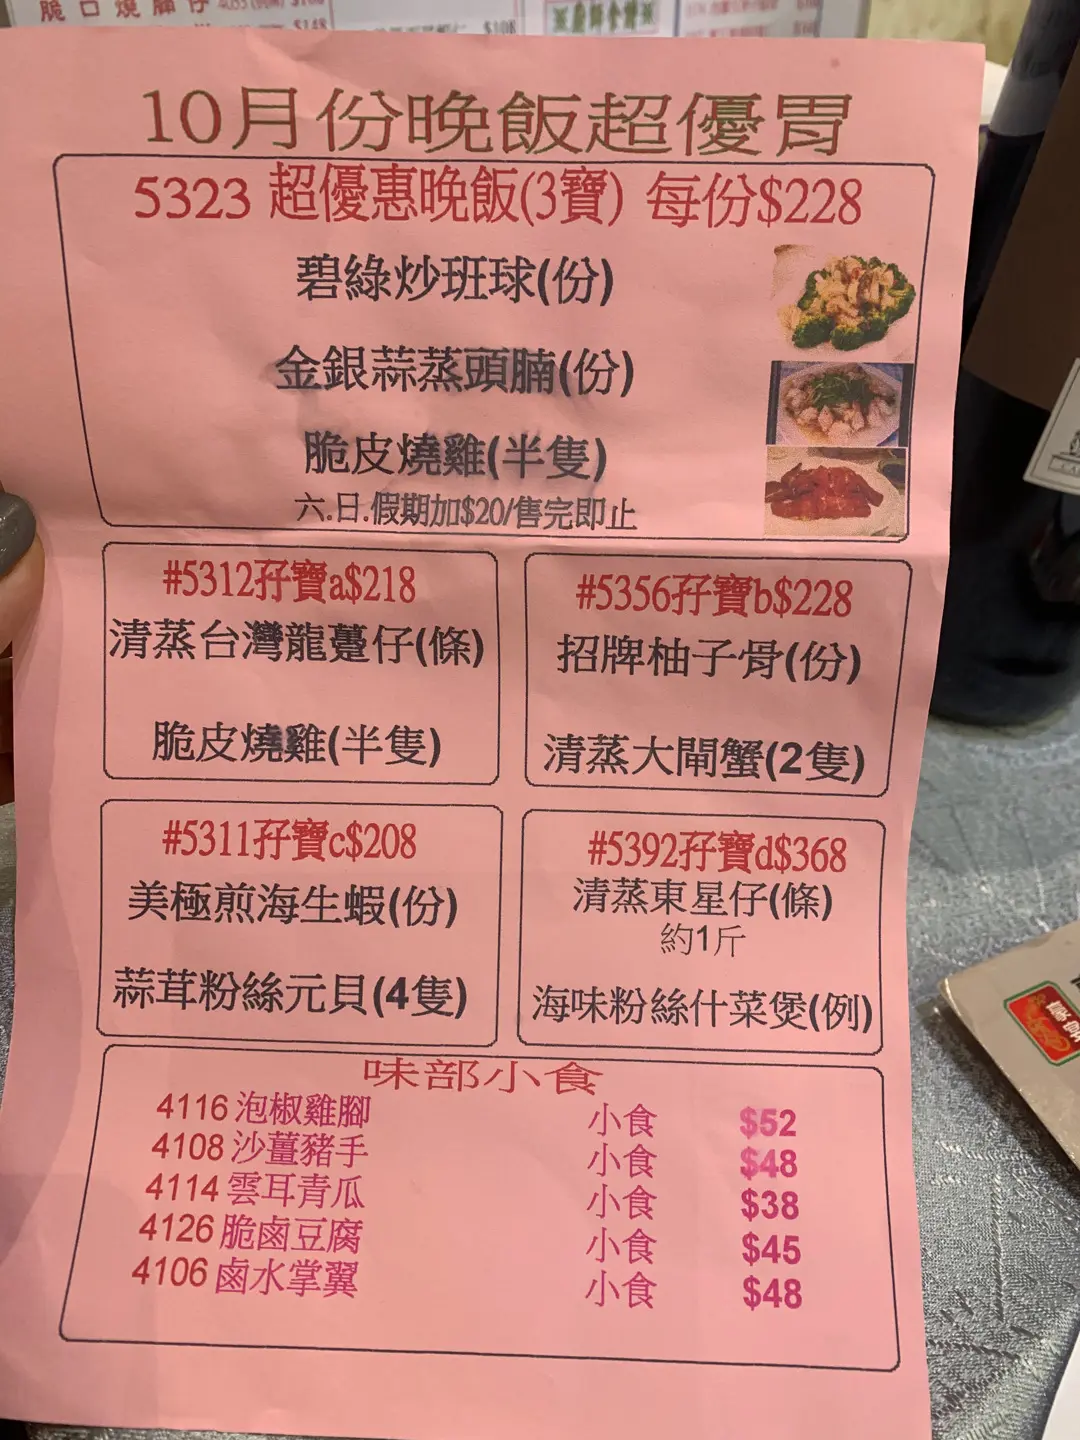 脆口燒腩仔
$148
$108
10月份晚飯超優胃
5323 超優惠晚飯(3寶) 每份$228
碧綠炒班球(份)
金銀蒜蒸頭腩(份)
脆皮燒雞(半隻)
六.日.假期加$20/售完即止
#5312孖寶a$218
清蒸台灣龍躉仔(條)
脆皮燒雞(半隻)
#5356孖寶b$228
招牌柚子骨(份)
清蒸大閘蟹(2隻)
#5311孖寶c$208
美極煎海生蝦(份)
蒜茸粉絲元貝(4隻)
#5392孖寶d$368
清蒸東星仔(條)
約1斤
海味粉絲什菜煲(例)
味部小食
4116 泡椒雞腳 小食 $52
4108 沙薑豬手 小食 $48
4114 雲耳青瓜 小食 $38
4126 脆鹵豆腐 小食 $45
4106 鹵水掌翼 小食 $48